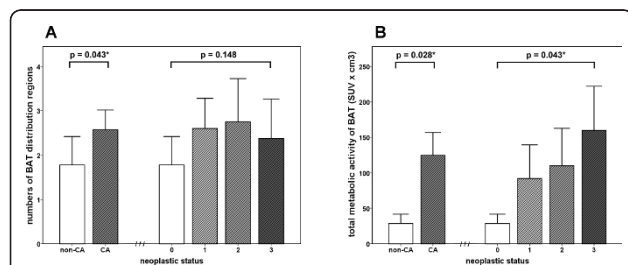 A
p = 0.043*
p = 0.148
numbers of BAT distribution regions
4
3
2
1
0
non-CA CA 0 1 2 3
neoplastic status
B
p = 0.028*
p = 0.043*
total metabolic activity of BAT (SUV x cm3)
250
200
150
100
50
0
non-CA CA 0 1 2 3
neoplastic status